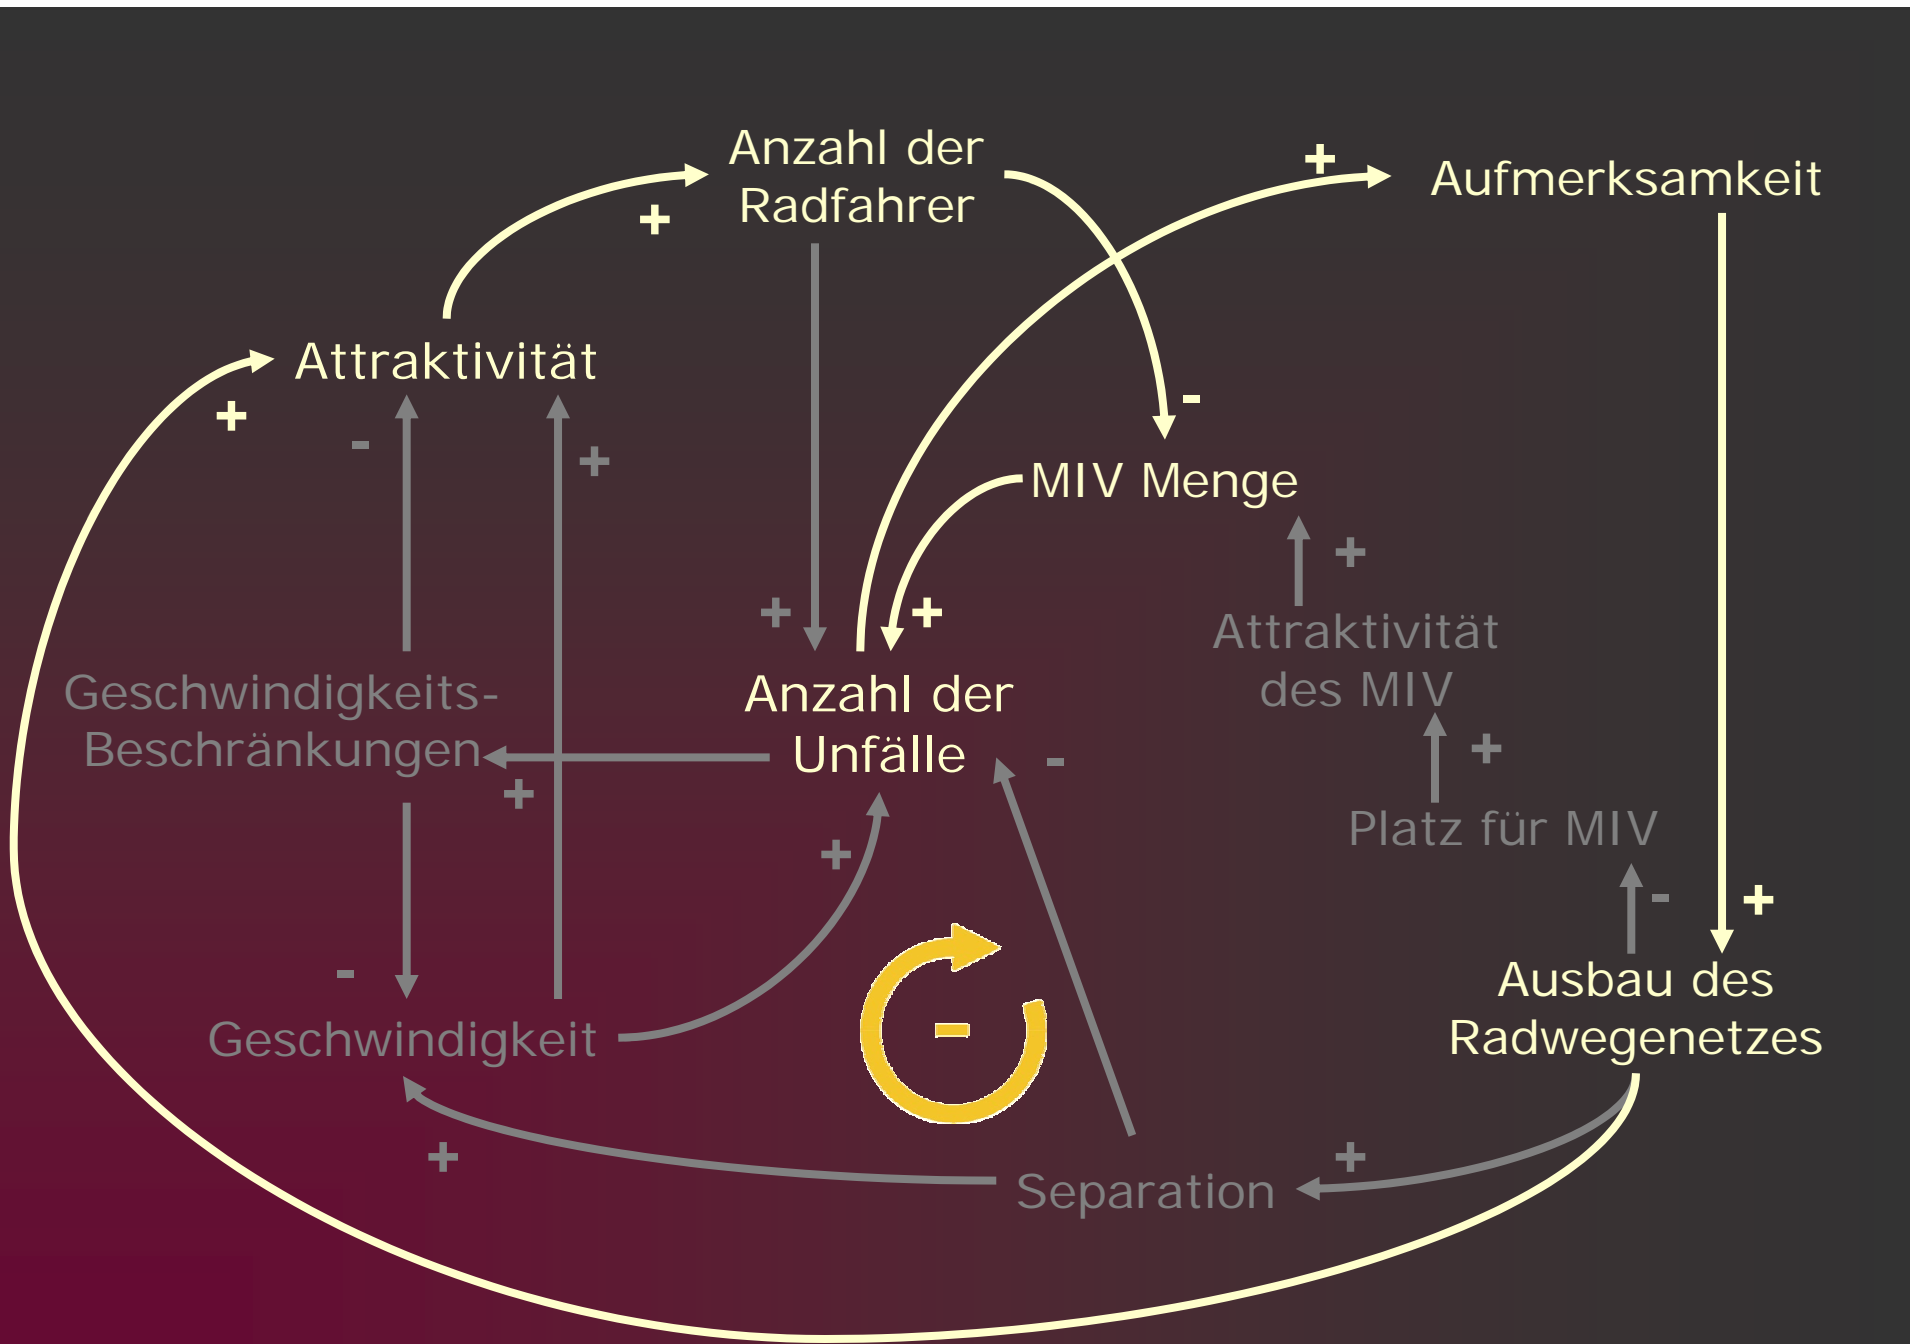 Anzahl der
Radfahrer
+
Aufmerksamkeit
+
Attraktivität
+
-
-
+
MIV Menge
+
+
+
Attraktivität
des MIV
Geschwindigkeits-
Beschränkungen
Anzahl der
Unfälle
-
+
+
Platz für MIV
+
-
+
-
Ausbau des
Radwegenetzes
Geschwindigkeit
-
+
+
Separation